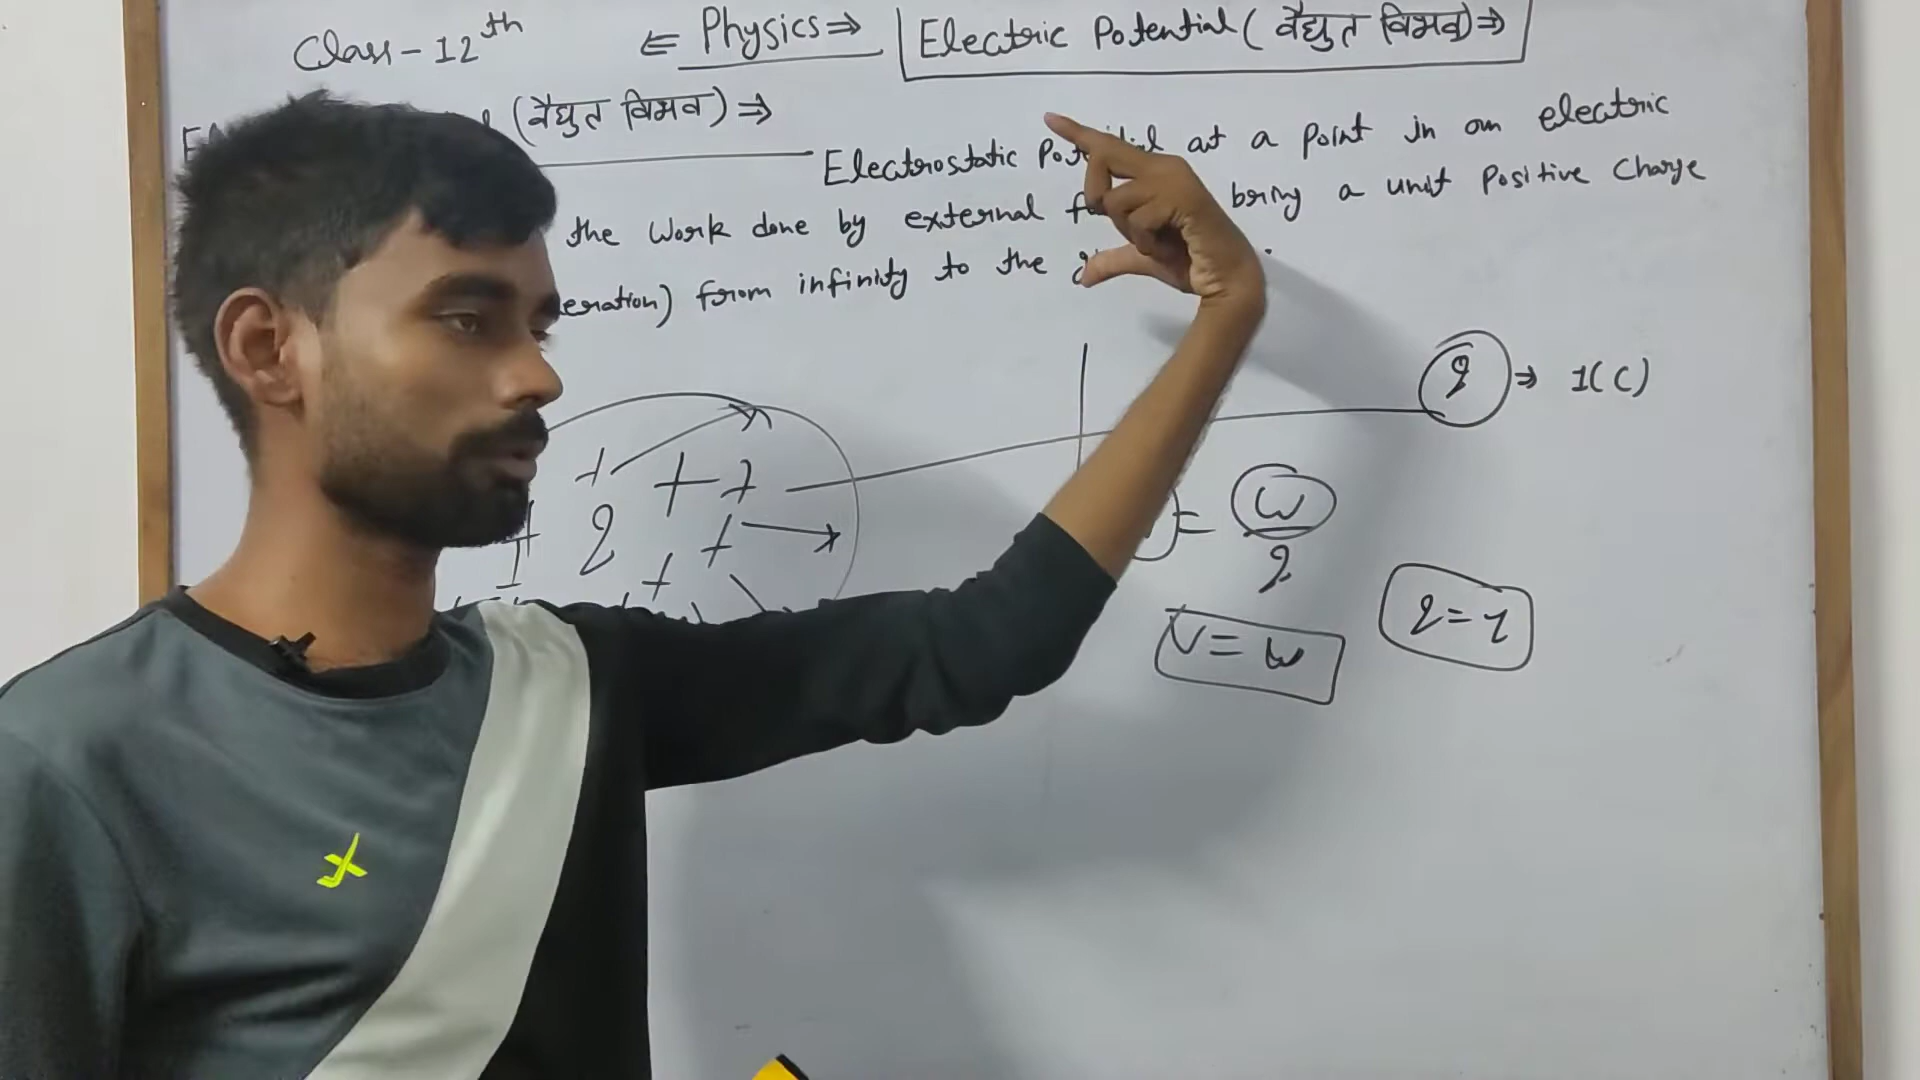 Class - 12th ⇐ Physics ⇒ Electric Potential ( वैद्युत विभव) ⇒
(वैद्युत विभव) ⇒
Electrostatic at a point in an electric
the work done by external bring a unit positive charge
from infinity to the
q ⇒ 1(C)
+ + +
+ q +
+
= W
q
V = W
q = 1